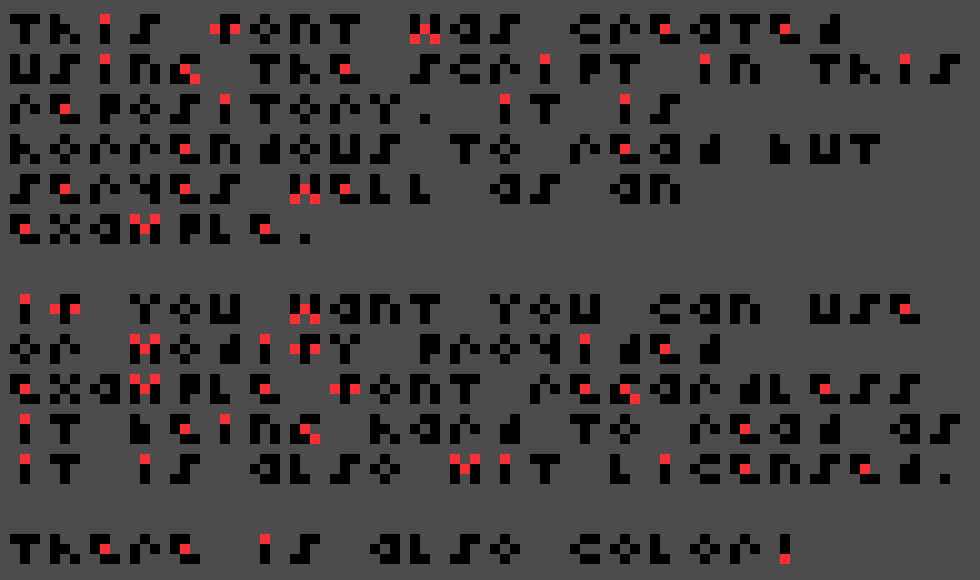 this font was created
using the script in this
repository. it is
horrendous to read but
serves well as an
example.
if you want you can use
or modify provided
example font regardless
it being hard to read as
it is also mit licensed.
there is also color!